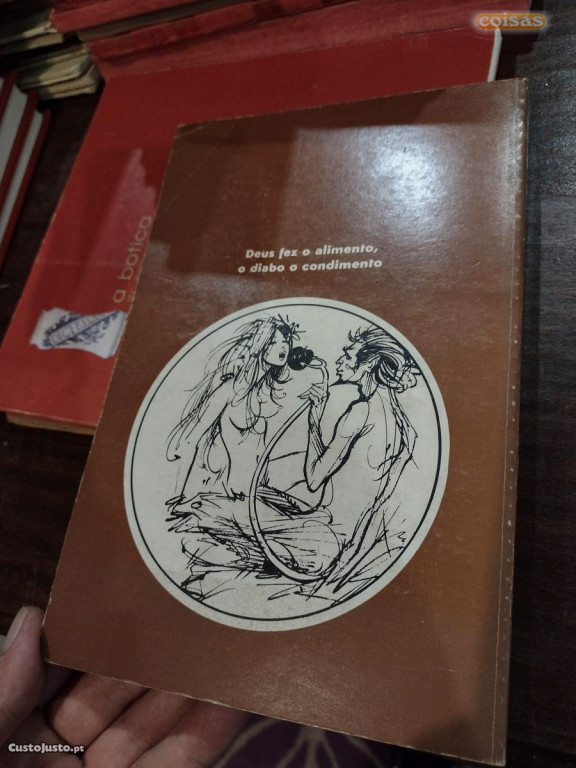 coisas
Deus fez o alimento,
o diabo o condimento
a botica
CustoJusto.pt